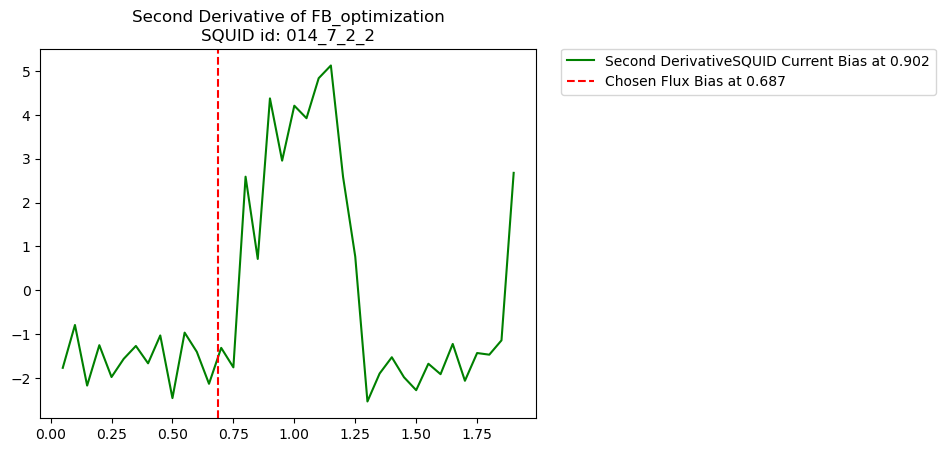 Second Derivative of FB_optimization
SQUID id: 014_7_2_2
Second DerivativeSQUID Current Bias at 0.902
Chosen Flux Bias at 0.687
5
4
3
2
1
0
−1
−2
0.00 0.25 0.50 0.75 1.00 1.25 1.50 1.75